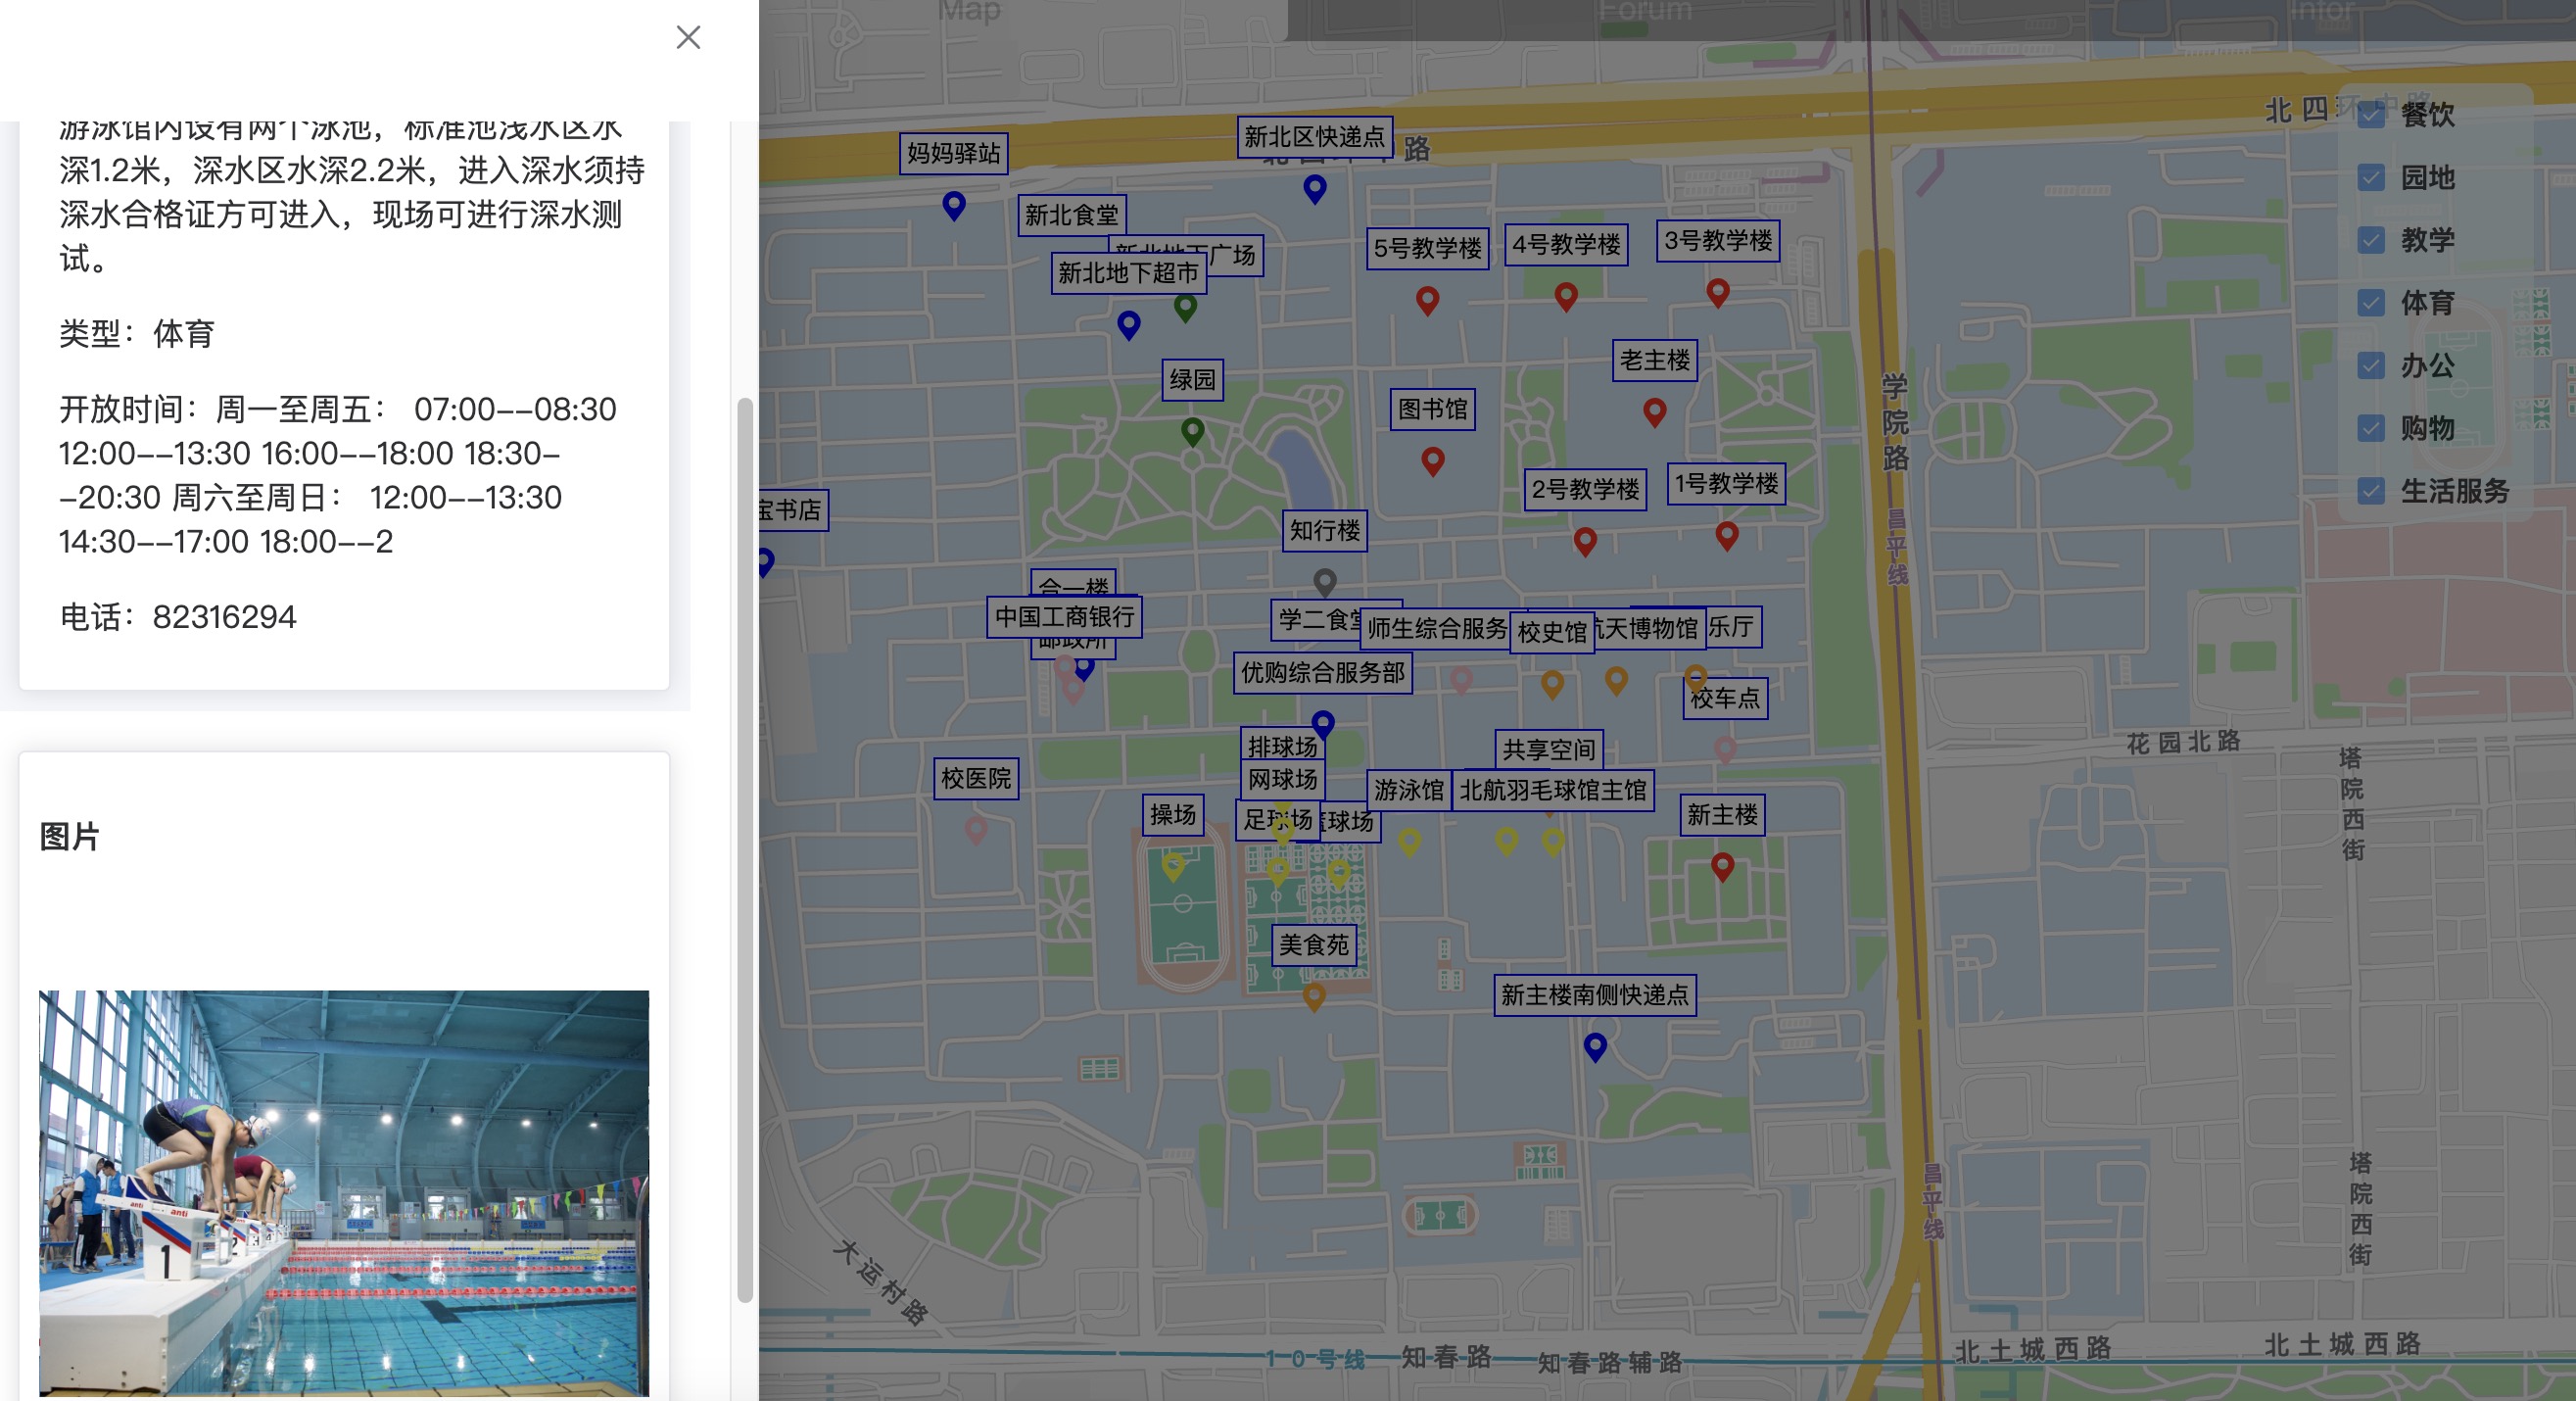 Map
Forum
Infor
游泳馆内设有两个泳池，标准池浅水区水
深1.2米，深水区水深2.2米，进入深水须持
深水合格证方可进入，现场可进行深水测
试。
类型：体育
开放时间：周一至周五： 07:00--08:30
12:00--13:30 16:00--18:00 18:30-
-20:30 周六至周日： 12:00--13:30
14:30--17:00 18:00--2
电话：82316294
图片
anti
anti
1
2
北四环中路
餐饮
园地
教学
体育
办公
购物
生活服务
妈妈驿站
新北区快递点
路
新北食堂
新北地下广场
新北地下超市
5号教学楼
4号教学楼
3号教学楼
老主楼
绿园
图书馆
学院路
2号教学楼
1号教学楼
宝书店
知行楼
昌平线
合一楼
中国工商银行
邮政所
学二食堂
师生综合服务
校史馆
航天博物馆
乐厅
优购综合服务部
校车点
排球场
共享空间
网球场
校医院
游泳馆
北航羽毛球馆主馆
操场
足球场
篮球场
新主楼
花园北路
塔院西街
美食苑
新主楼南侧快递点
昌平线
塔院西街
大运村路
10号线
知春路
知春路辅路
北土城西路
北土城西路